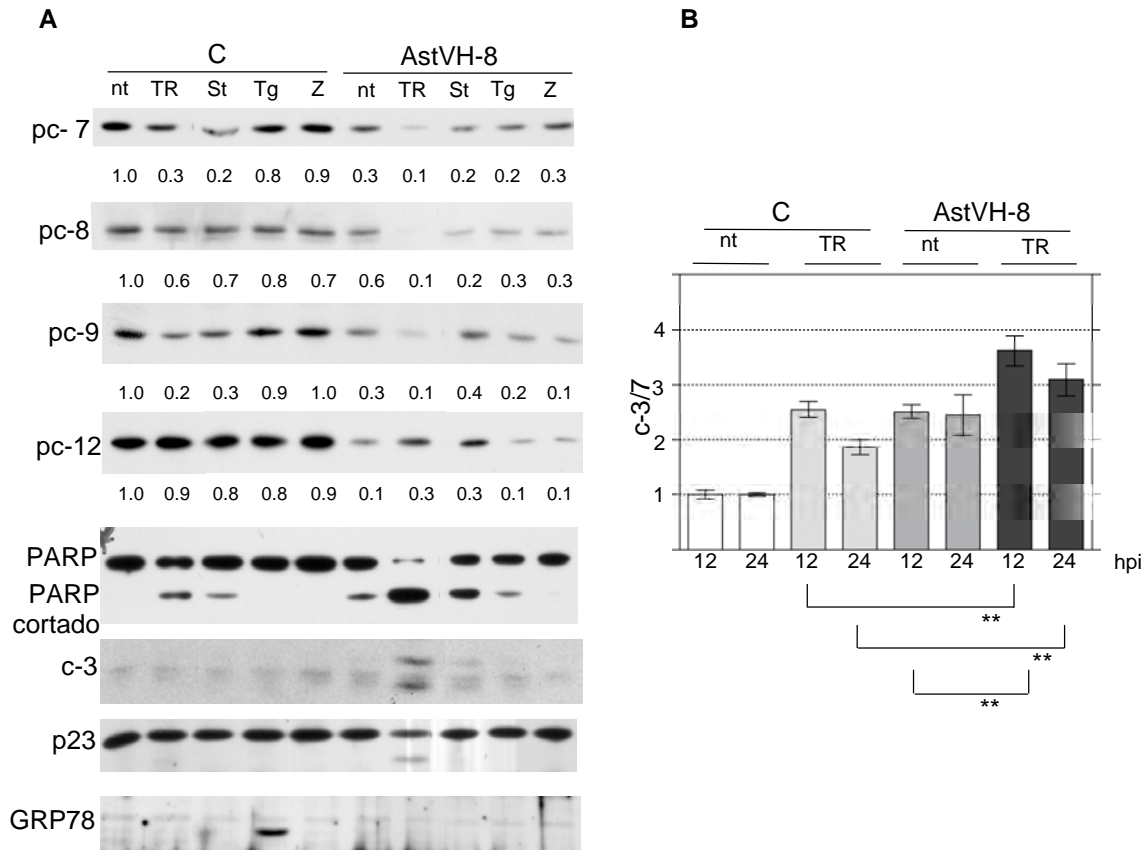 A
C AstVH-8
nt TR St Tg Z nt TR St Tg Z
pc- 7
1.0 0.3 0.2 0.8 0.9 0.3 0.1 0.2 0.2 0.3
pc-8
1.0 0.6 0.7 0.8 0.7 0.6 0.1 0.2 0.3 0.3
pc-9
1.0 0.2 0.3 0.9 1.0 0.3 0.1 0.4 0.2 0.1
pc-12
1.0 0.9 0.8 0.8 0.9 0.1 0.3 0.3 0.1 0.1
PARP
PARP
cortado
c-3
p23
GRP78
B
C AstVH-8
nt TR nt TR
c-3/7
4
3
2
1
12 24 12 24 12 24 12 24 hpi
**
**
**